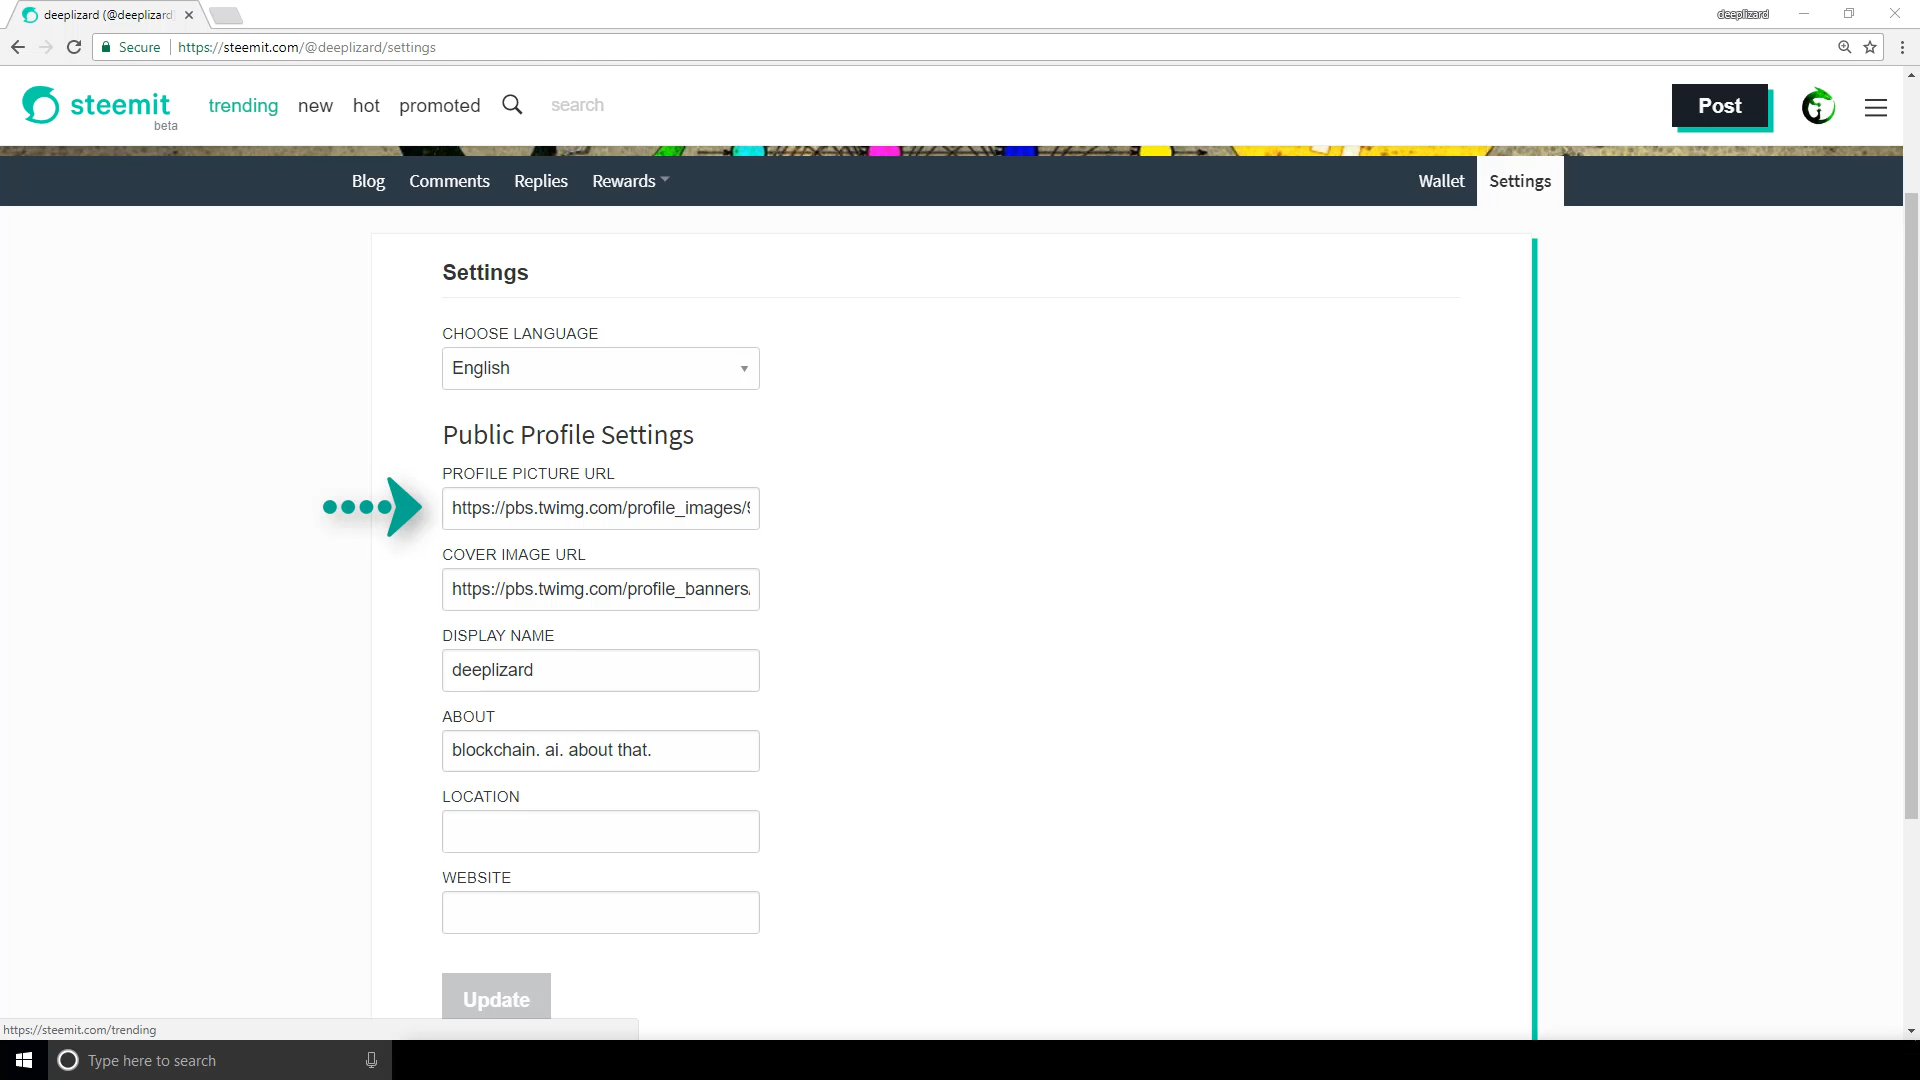 deeplizard (@deeplizard
deeplizard
Secure
https://steemit.com/@deeplizard/settings
steemit
beta
trending
new
hot
promoted
search
Post
Blog
Comments
Replies
Rewards
Wallet
Settings
Settings
CHOOSE LANGUAGE
English
Public Profile Settings
PROFILE PICTURE URL
https://pbs.twimg.com/profile_images/9
COVER IMAGE URL
https://pbs.twimg.com/profile_banners/
DISPLAY NAME
deeplizard
ABOUT
blockchain. ai. about that.
LOCATION
WEBSITE
Update
https://steemit.com/trending
Type here to search